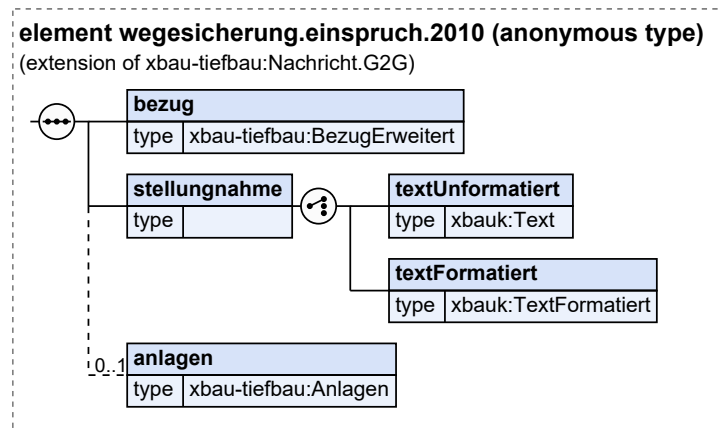 element wegesicherung.einspruch.2010 (anonymous type)
(extension of xbau-tiefbau:Nachricht.G2G)
bezug
type xbau-tiefbau:BezugErweitert
stellungnahme
type
textUnformatiert
type xbauk:Text
textFormatiert
type xbauk:TextFormatiert
0..1
anlagen
type xbau-tiefbau:Anlagen